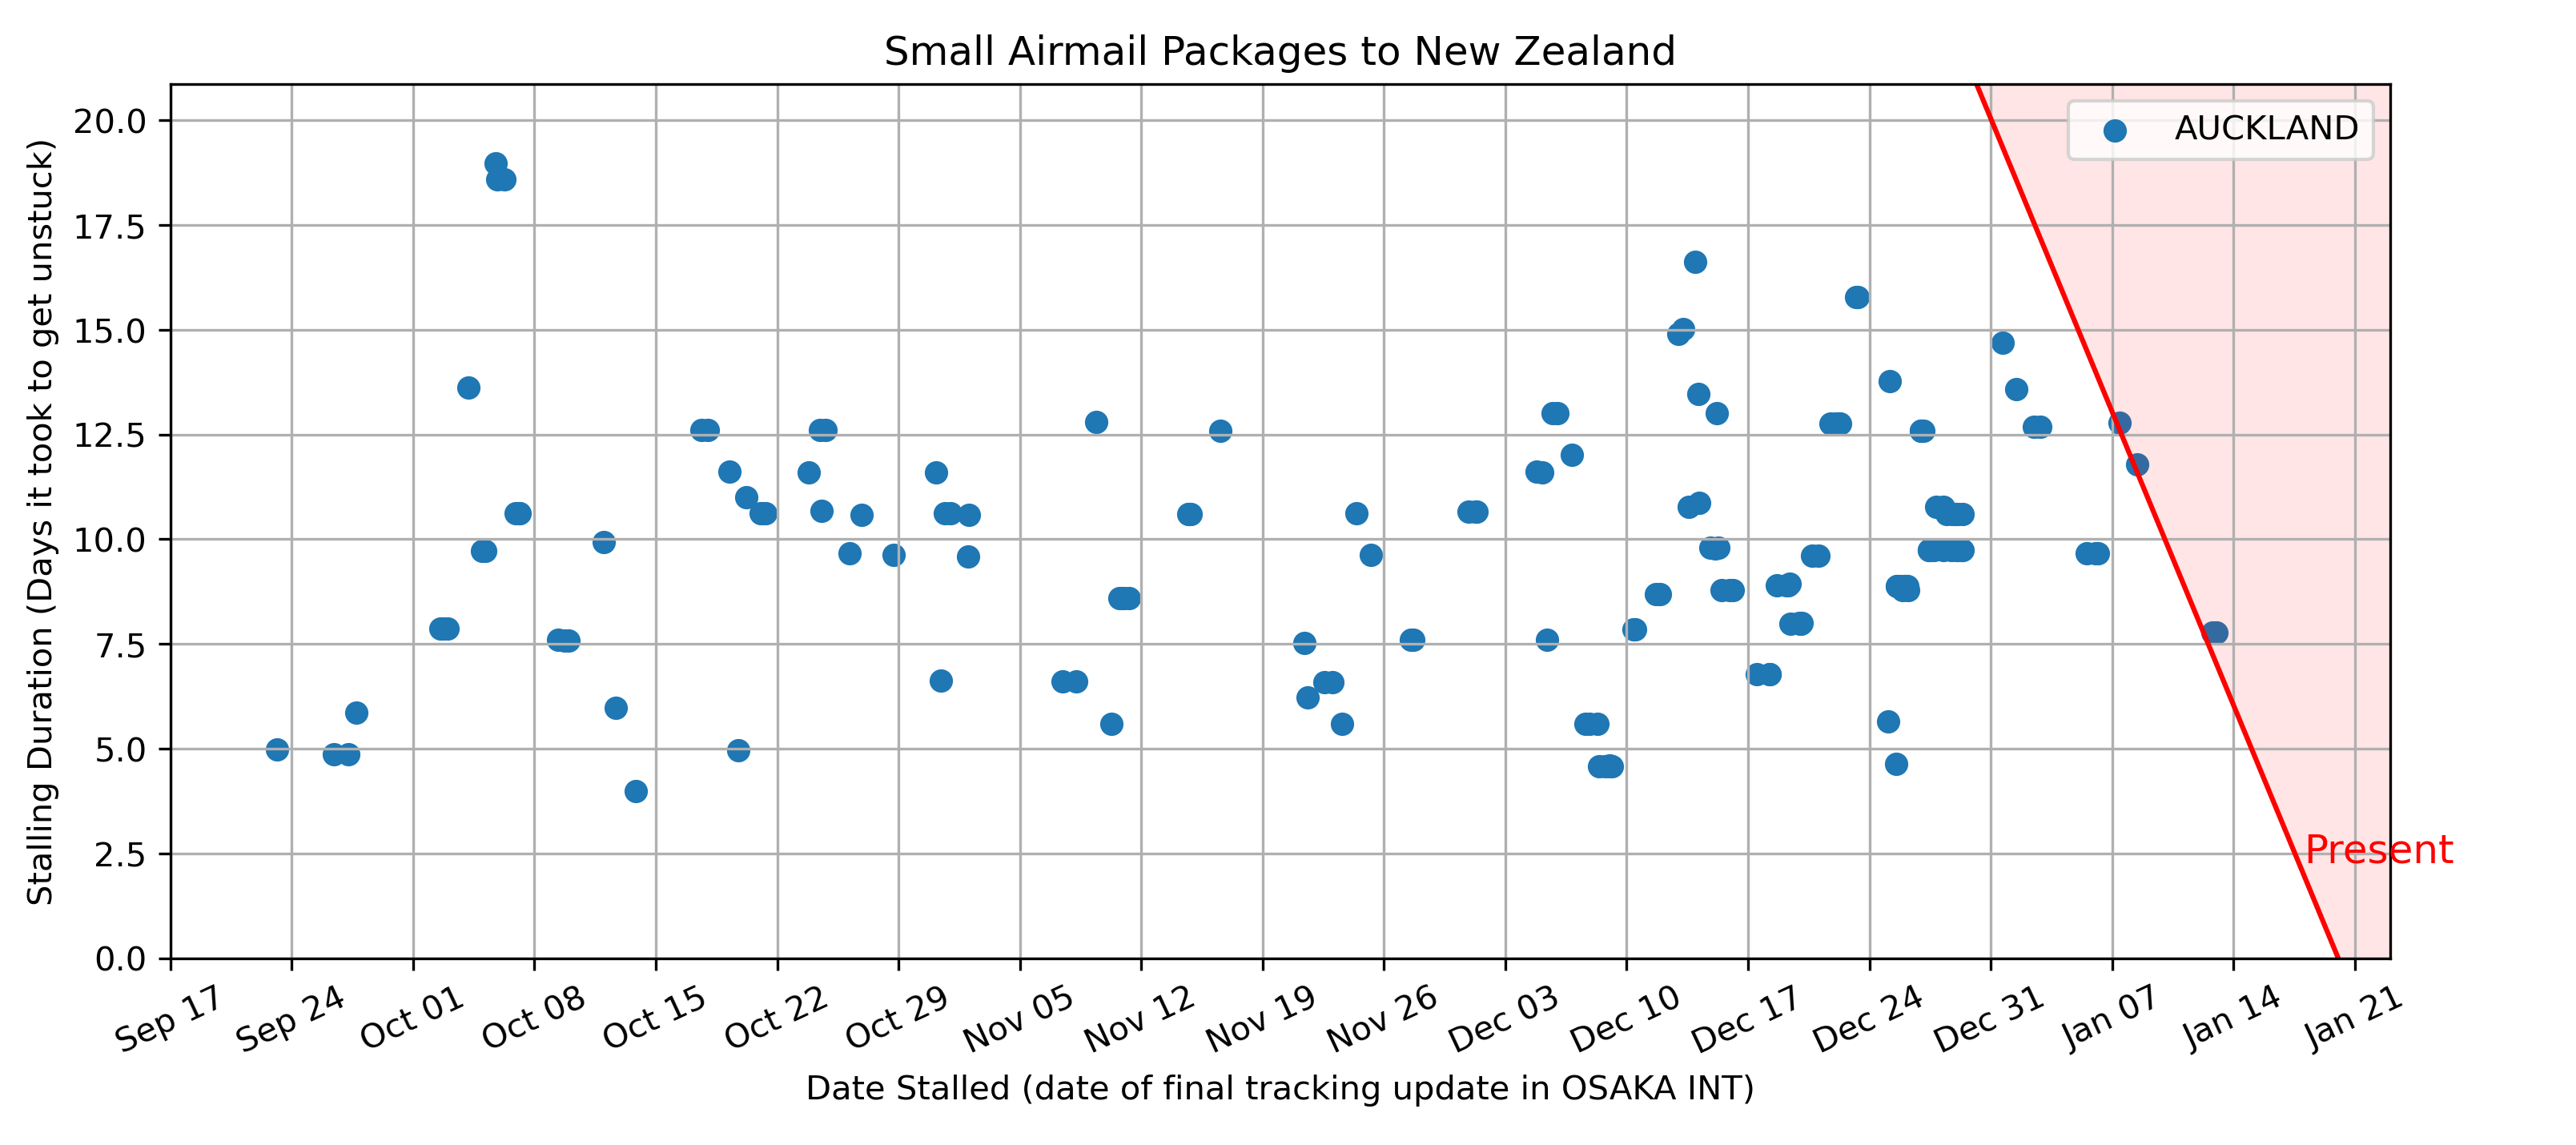 Small Airmail Packages to New Zealand
AUCKLAND
Stalling Duration (Days it took to get unstuck)
20.0
17.5
15.0
12.5
10.0
7.5
5.0
2.5
0.0
Present
Sep 17 Sep 24 Oct 01 Oct 08 Oct 15 Oct 22 Oct 29 Nov 05 Nov 12 Nov 19 Nov 26 Dec 03 Dec 10 Dec 17 Dec 24 Dec 31 Jan 07 Jan 14 Jan 21
Date Stalled (date of final tracking update in OSAKA INT)